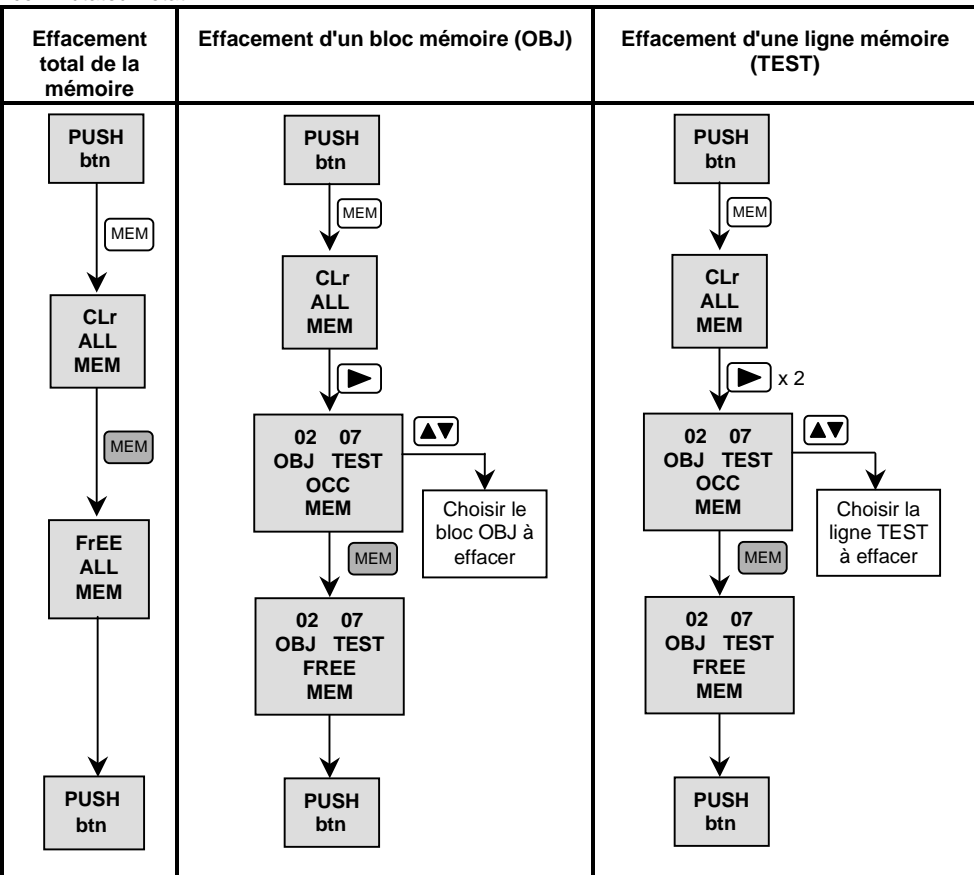 Effacement
total de la
mémoire
Effacement d'un bloc mémoire (OBJ)
Effacement d'une ligne mémoire
(TEST)
PUSH
btn
MEM
CLr
ALL
MEM
MEM
FrEE
ALL
MEM
PUSH
btn
PUSH
btn
MEM
CLr
ALL
MEM
02 07
OBJ TEST
OCC
MEM
Choisir le
bloc OBJ à
effacer
MEM
02 07
OBJ TEST
FREE
MEM
PUSH
btn
PUSH
btn
MEM
CLr
ALL
MEM
x 2
02 07
OBJ TEST
OCC
MEM
Choisir la
ligne TEST
à effacer
MEM
02 07
OBJ TEST
FREE
MEM
PUSH
btn